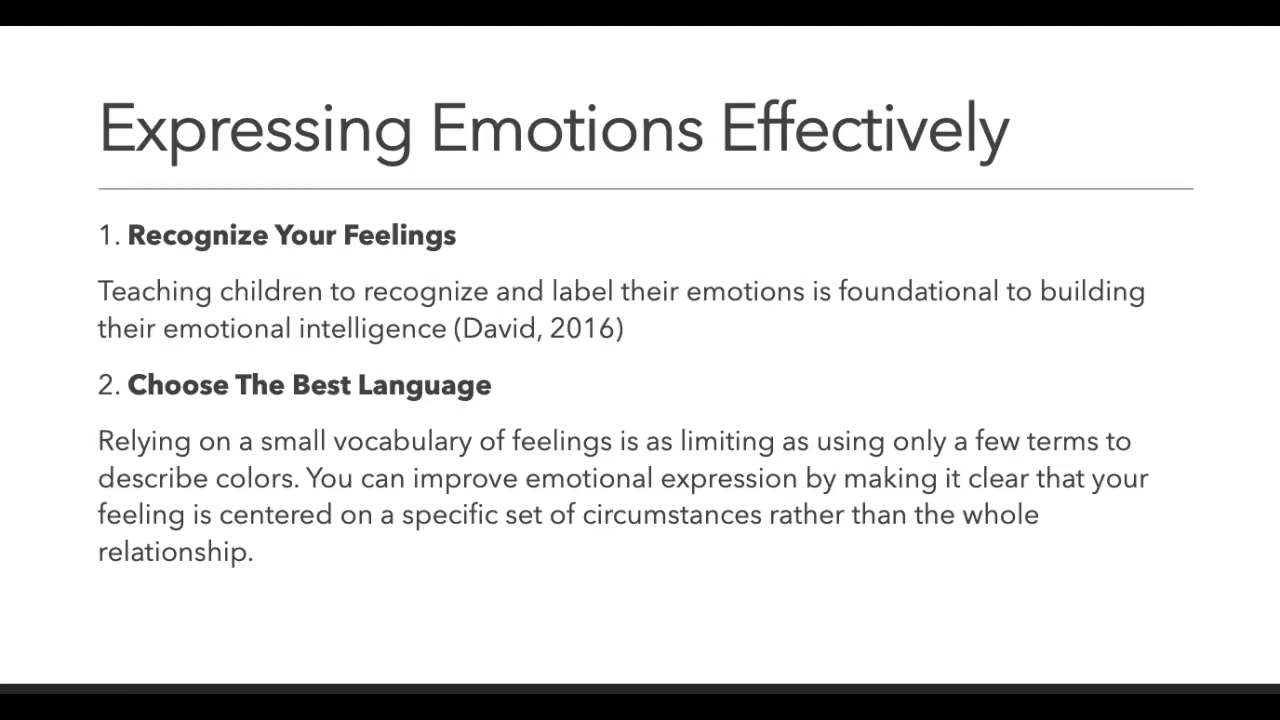 Expressing Emotions Effectively
1. Recognize Your Feelings
Teaching children to recognize and label their emotions is foundational to building
their emotional intelligence (David, 2016)
2. Choose The Best Language
Relying on a small vocabulary of feelings is as limiting as using only a few terms to
describe colors. You can improve emotional expression by making it clear that your
feeling is centered on a specific set of circumstances rather than the whole
relationship.